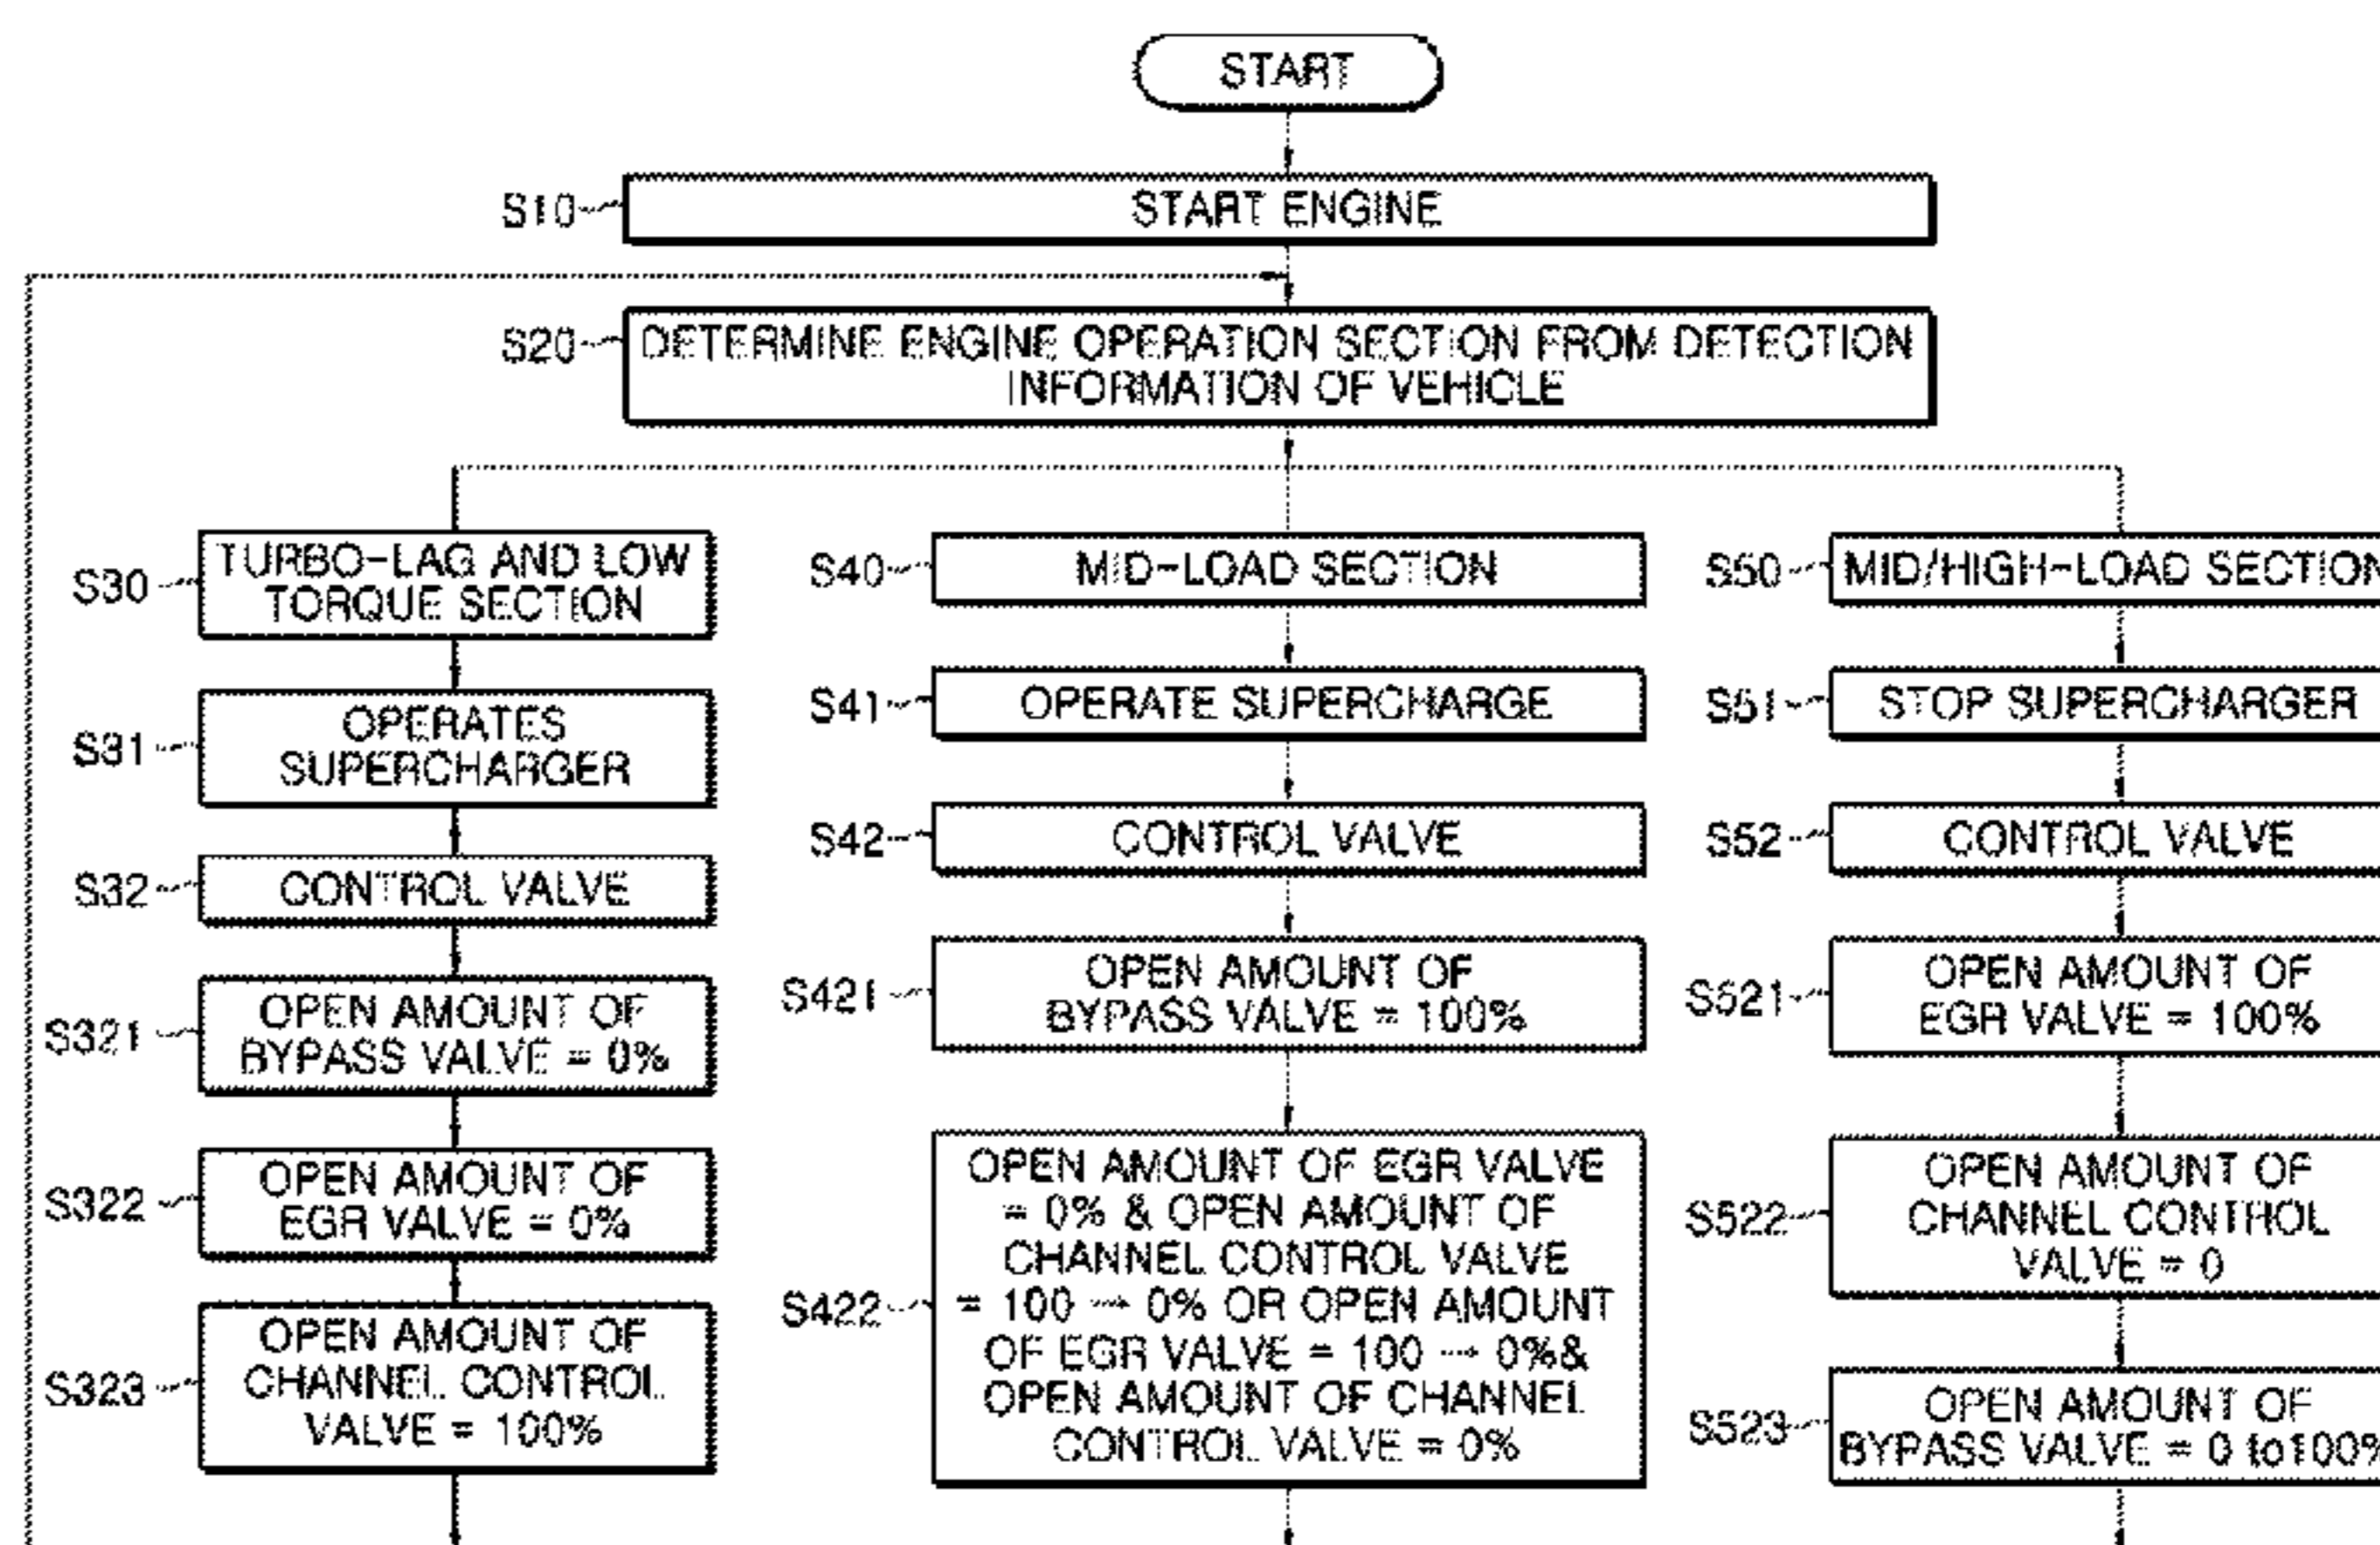 START
S10
START ENGINE
S20
DETERMINE ENGINE OPERATION SECTION FROM DETECTION
INFORMATION OF VEHICLE
S30
TURBO-LAG AND LOW
TORQUE SECTION
S31
OPERATES
SUPERCHARGER
S32
CONTROL VALVE
S321
OPEN AMOUNT OF
BYPASS VALVE = 0%
S322
OPEN AMOUNT OF
EGR VALVE = 0%
S323
OPEN AMOUNT OF
CHANNEL CONTROL
VALVE = 100%
S40
MID-LOAD SECTION
S41
OPERATE SUPERCHARGE
S42
CONTROL VALVE
S421
OPEN AMOUNT OF
BYPASS VALVE = 100%
S422
OPEN AMOUNT OF EGR VALVE
= 0% & OPEN AMOUNT OF
CHANNEL CONTROL VALVE
= 100 → 0% OR OPEN AMOUNT
OF EGR VALVE = 100 → 0%&
OPEN AMOUNT OF CHANNEL
CONTROL VALVE = 0%
S50
MID/HIGH-LOAD SECTION
S51
STOP SUPERCHARGER
S52
CONTROL VALVE
S521
OPEN AMOUNT OF
EGR VALVE = 100%
S522
OPEN AMOUNT OF
CHANNEL CONTROL
VALVE = 0
S523
OPEN AMOUNT OF
BYPASS VALVE = 0 to100%